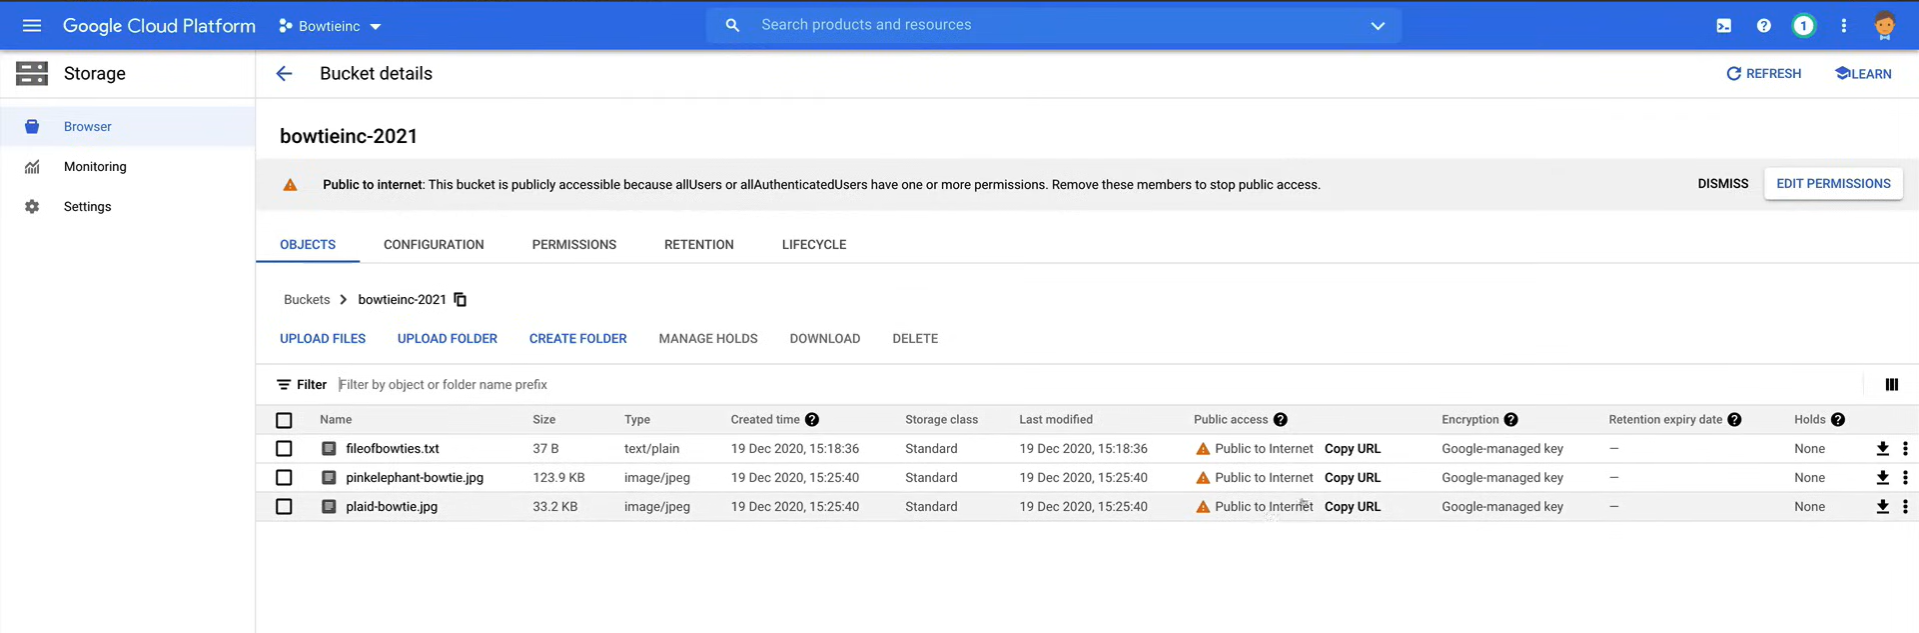 Google Cloud Platform Bowtieinc Search products and resources 1
Storage Bucket details REFRESH LEARN
Browser
Monitoring
Settings
bowtieinc-2021
Public to internet: This bucket is publicly accessible because allUsers or allAuthenticatedUsers have one or more permissions. Remove these members to stop public access. DISMISS EDIT PERMISSIONS
OBJECTS CONFIGURATION PERMISSIONS RETENTION LIFECYCLE
Buckets > bowtieinc-2021
UPLOAD FILES UPLOAD FOLDER CREATE FOLDER MANAGE HOLDS DOWNLOAD DELETE
Filter Filter by object or folder name prefix
Name Size Type Created time Storage class Last modified Public access Encryption Retention expiry date Holds
fileofbowties.txt 37 B text/plain 19 Dec 2020, 15:18:36 Standard 19 Dec 2020, 15:18:36 Public to Internet Copy URL Google-managed key — None
pinkelephant-bowtie.jpg 123.9 KB image/jpeg 19 Dec 2020, 15:25:40 Standard 19 Dec 2020, 15:25:40 Public to Internet Copy URL Google-managed key — None
plaid-bowtie.jpg 33.2 KB image/jpeg 19 Dec 2020, 15:25:40 Standard 19 Dec 2020, 15:25:40 Public to Internet Copy URL Google-managed key — None